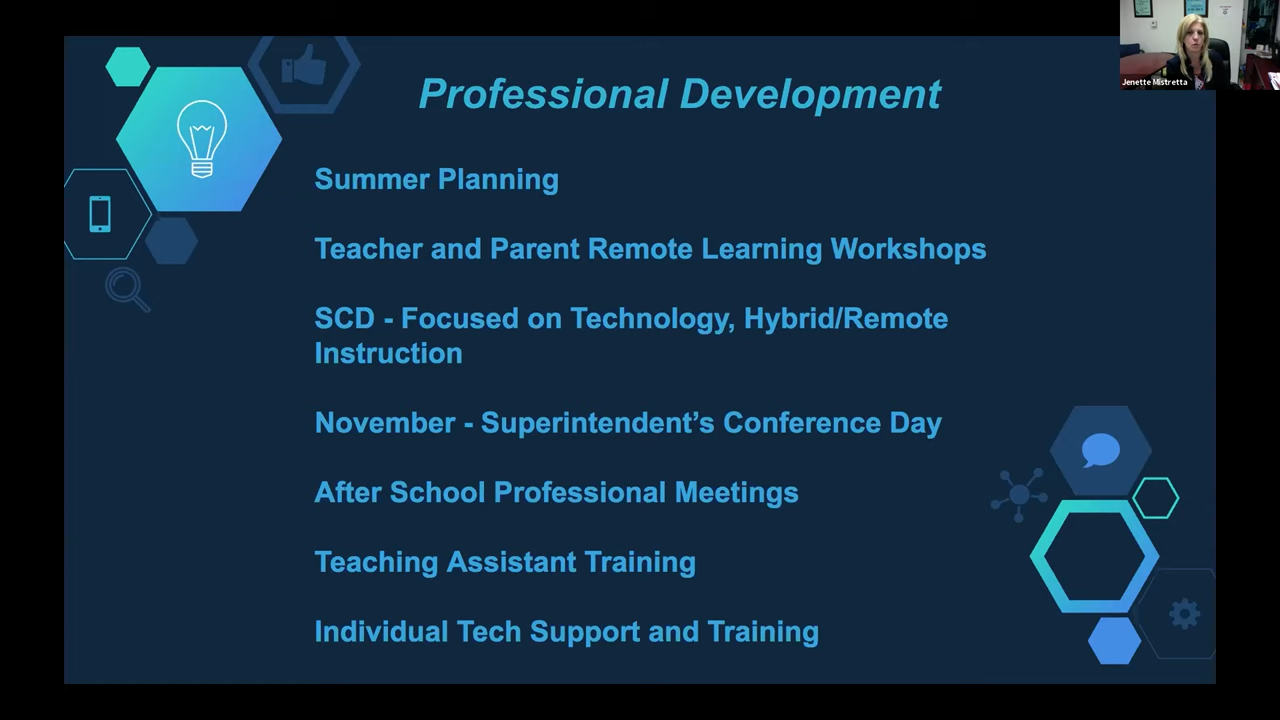 Professional Development
Jenette Mistretta
Summer Planning
Teacher and Parent Remote Learning Workshops
SCD - Focused on Technology, Hybrid/Remote
Instruction
November - Superintendent's Conference Day
After School Professional Meetings
Teaching Assistant Training
Individual Tech Support and Training